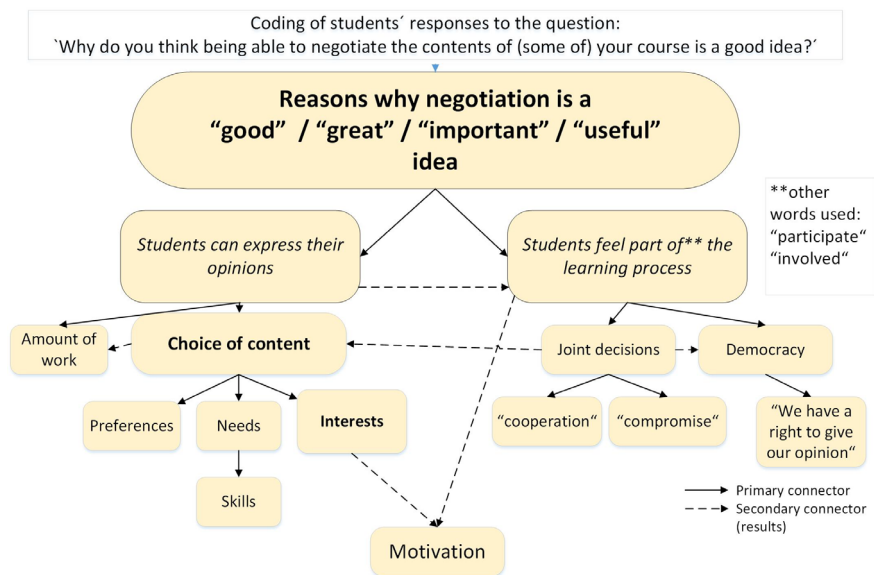 Coding of students´ responses to the question:
`Why do you think being able to negotiate the contents of (some of) your course is a good idea?´
Reasons why negotiation is a
“good” / “great” / “important” / “useful”
idea
**other
words used:
“participate“
“involved“
Students can express their
opinions
Students feel part of** the
learning process
Amount of
work
Choice of content
Joint decisions
Democracy
Preferences
Needs
Interests
“cooperation“
“compromise“
“We have a
right to give
our opinion“
Skills
Primary connector
Secondary connector
(results)
Motivation